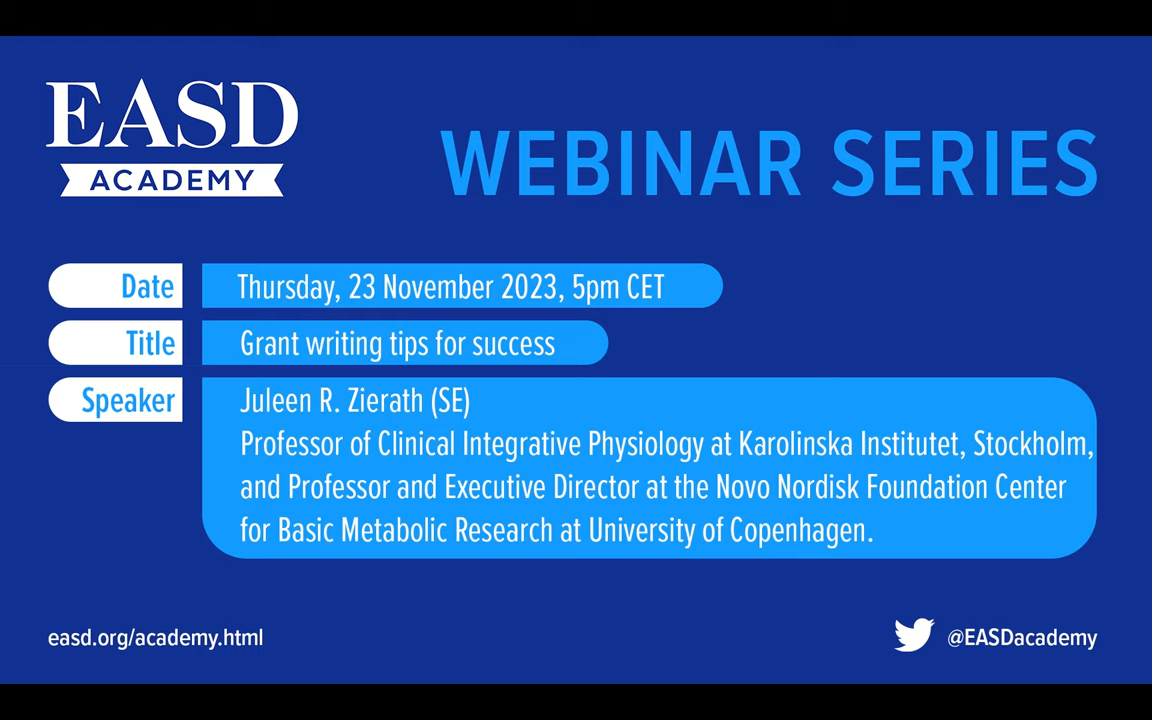 EASD
ACADEMY
WEBINAR SERIES
Date
Thursday, 23 November 2023, 5pm CET
Title
Grant writing tips for success
Speaker
Juleen R. Zierath (SE)
Professor of Clinical Integrative Physiology at Karolinska Institutet, Stockholm,
and Professor and Executive Director at the Novo Nordisk Foundation Center
for Basic Metabolic Research at University of Copenhagen.
easd.org/academy.html
@EASDacademy